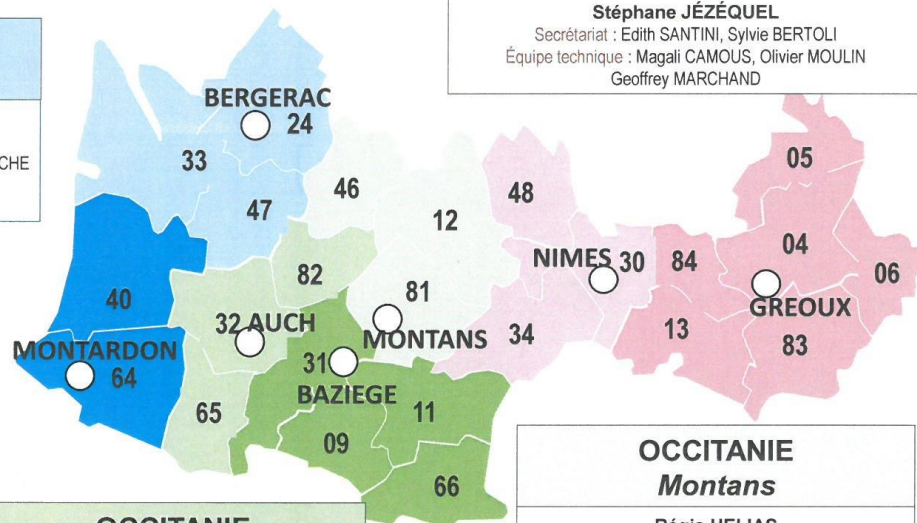 Stéphane JÉZÉQUEL
Secrétariat : Edith SANTINI, Sylvie BERTOLI
Équipe technique : Magali CAMOUS, Olivier MOULIN
Geoffrey MARCHAND
CHE
BERGERAC
24
33
47
46
12
48
05
04
06
40
82
81
NIMES 30
84
GREOUX
32 AUCH
MONTANS
34
13
83
MONTARDON
64
31
BAZIEGE
65
11
09
66
OCCITANIE
Montans
OCCITANIE